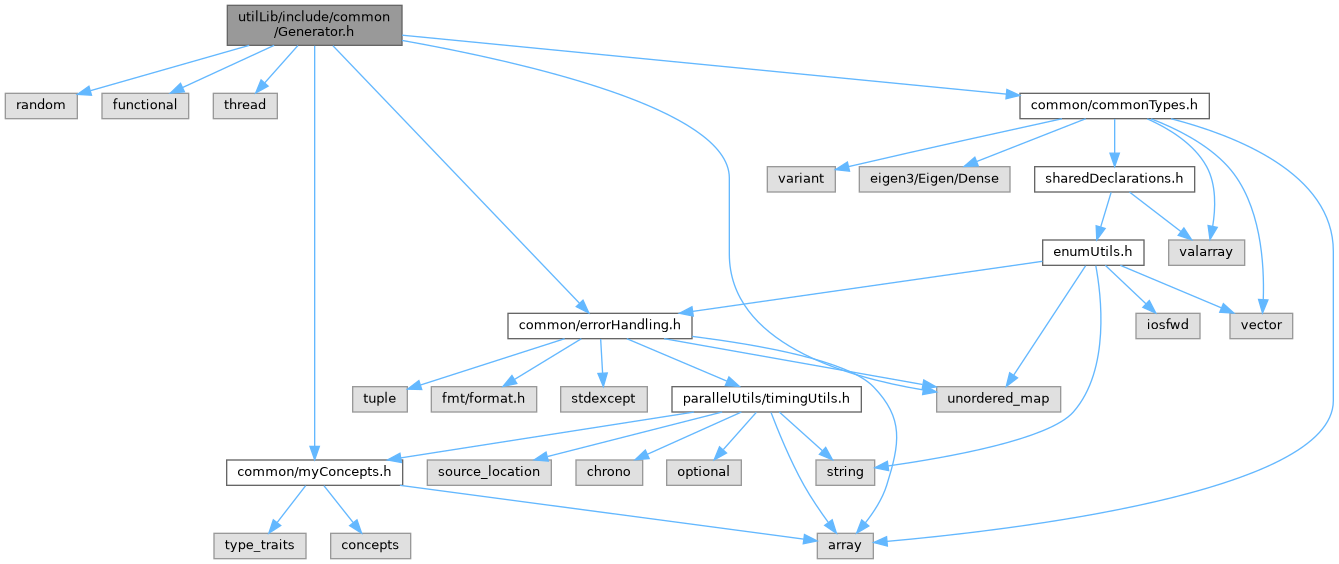 utilLib/include/common
/Generator.h
random
functional
thread
common/commonTypes.h
variant
eigen3/Eigen/Dense
sharedDeclarations.h
enumUtils.h
valarray
common/errorHandling.h
iosfwd
vector
tuple
fmt/format.h
stdexcept
parallelUtils/timingUtils.h
unordered_map
common/myConcepts.h
source_location
chrono
optional
string
type_traits
concepts
array